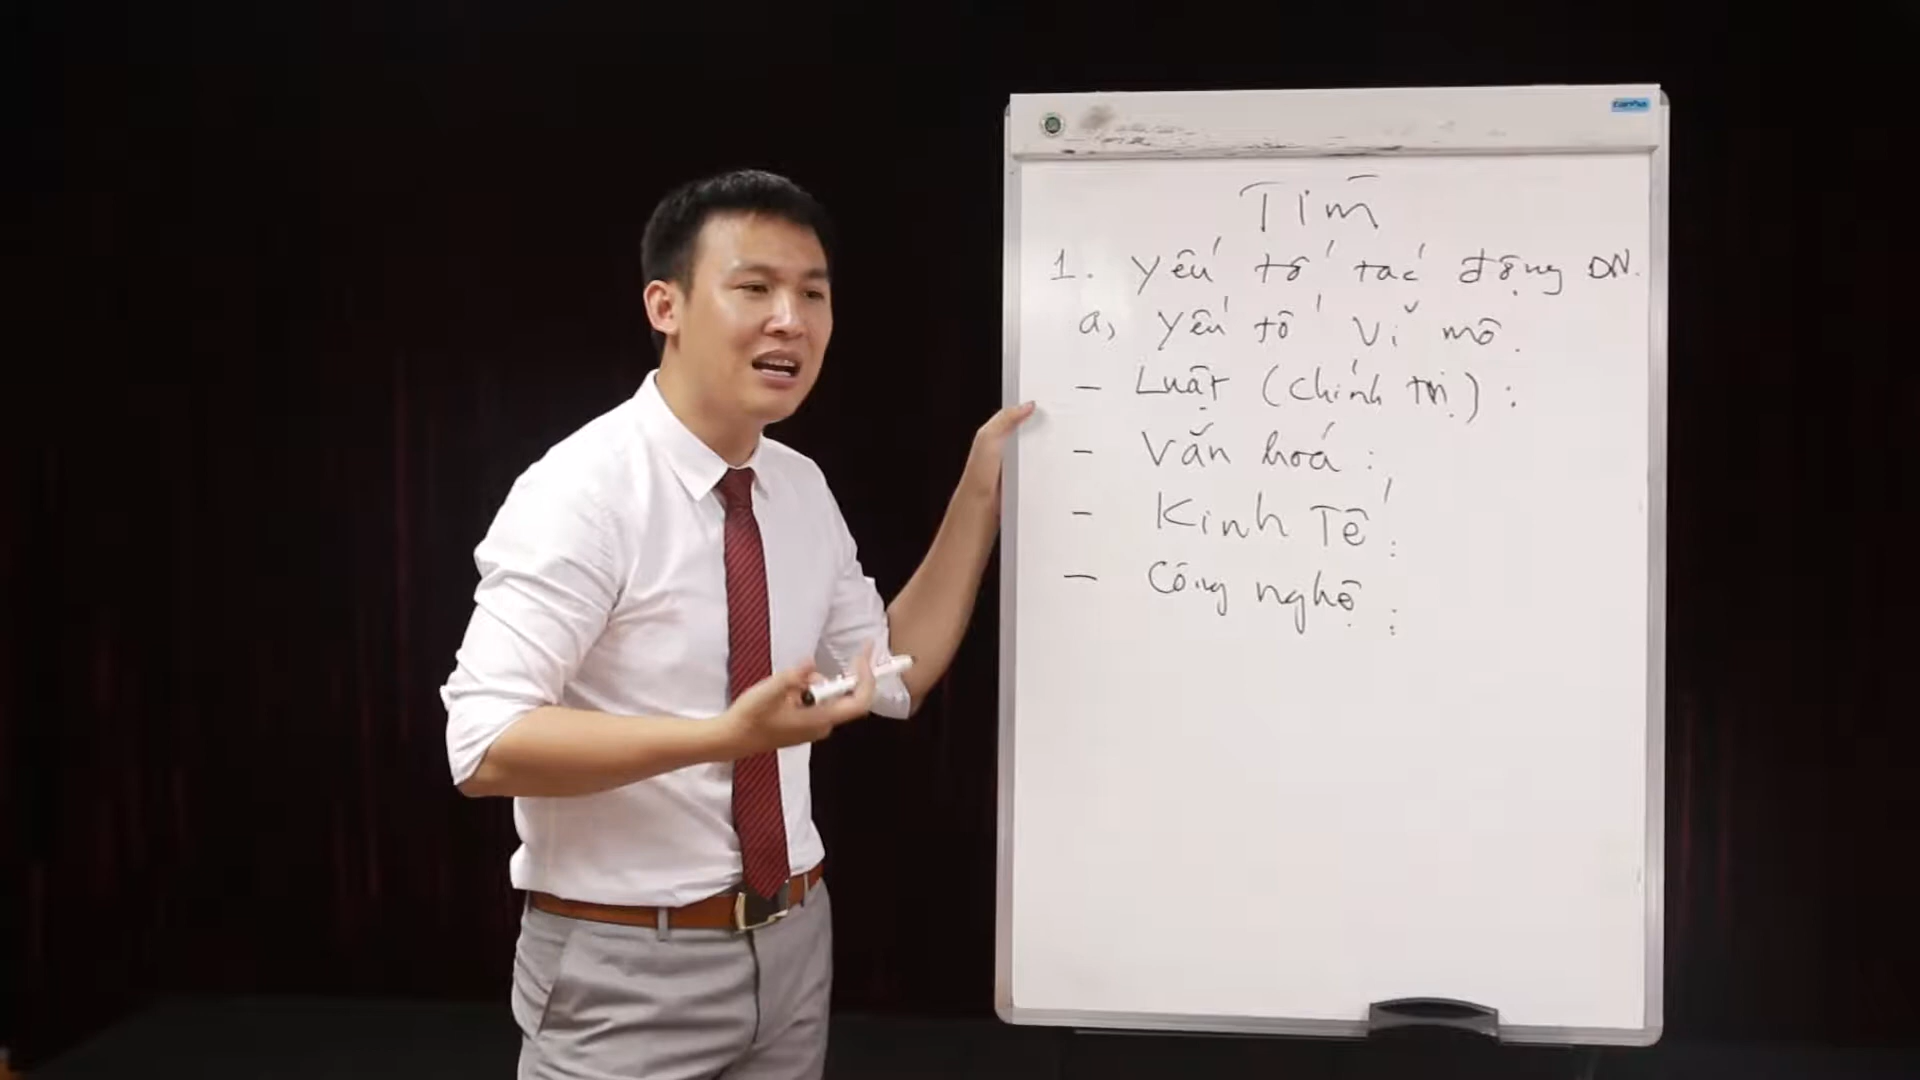 Tim
1. Yếu tố tác động DN.
a, Yếu tố vĩ mô.
- Luật (chính trị) :
- Văn hoá :
- Kinh Tế :
- Công nghệ :